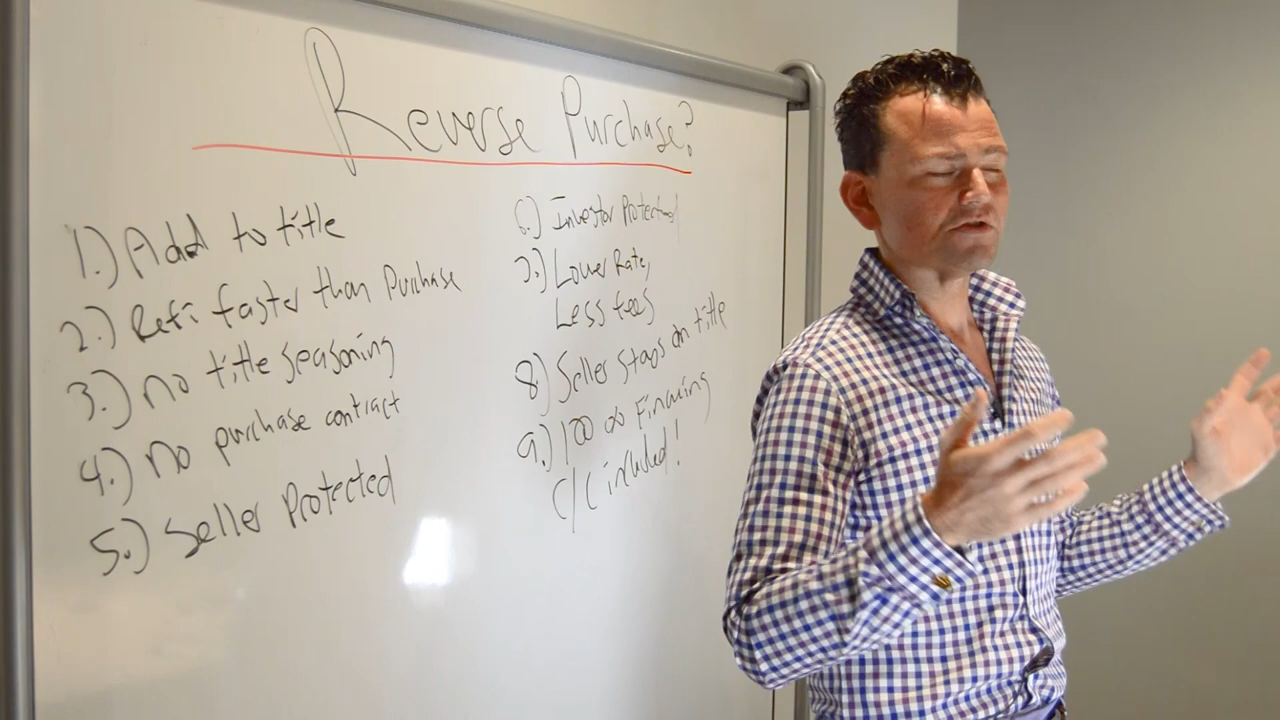 Reverse Purchase?
1.) Add to title
2.) Refi faster than Purchase
3.) no title seasoning
4.) no purchase contract
5.) Seller Protected
6.) Investor Protected
7.) Lower Rate,
Less fees
8) Seller stays on title
9.) 100 % Financing
c/c included!